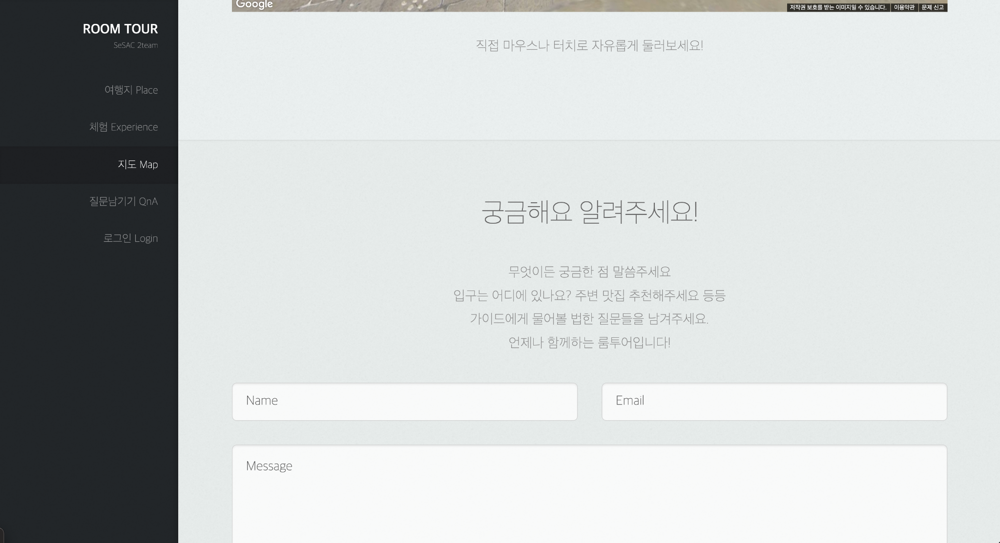 ROOM TOUR
SeSAC 2team
여행지 Place
체험 Experience
지도 Map
질문남기기 QnA
로그인 Login
Google
저작권 보호를 받는 이미지일 수 있습니다. 이용약관 문제 신고
직접 마우스나 터치로 자유롭게 둘러보세요!
궁금해요 알려주세요!
무엇이든 궁금한 점 말씀주세요
입구는 어디에 있나요? 주변 맛집 추천해주세요 등등
가이드에게 물어볼 법한 질문들을 남겨주세요.
언제나 함께하는 룸투어입니다!
Name
Email
Message